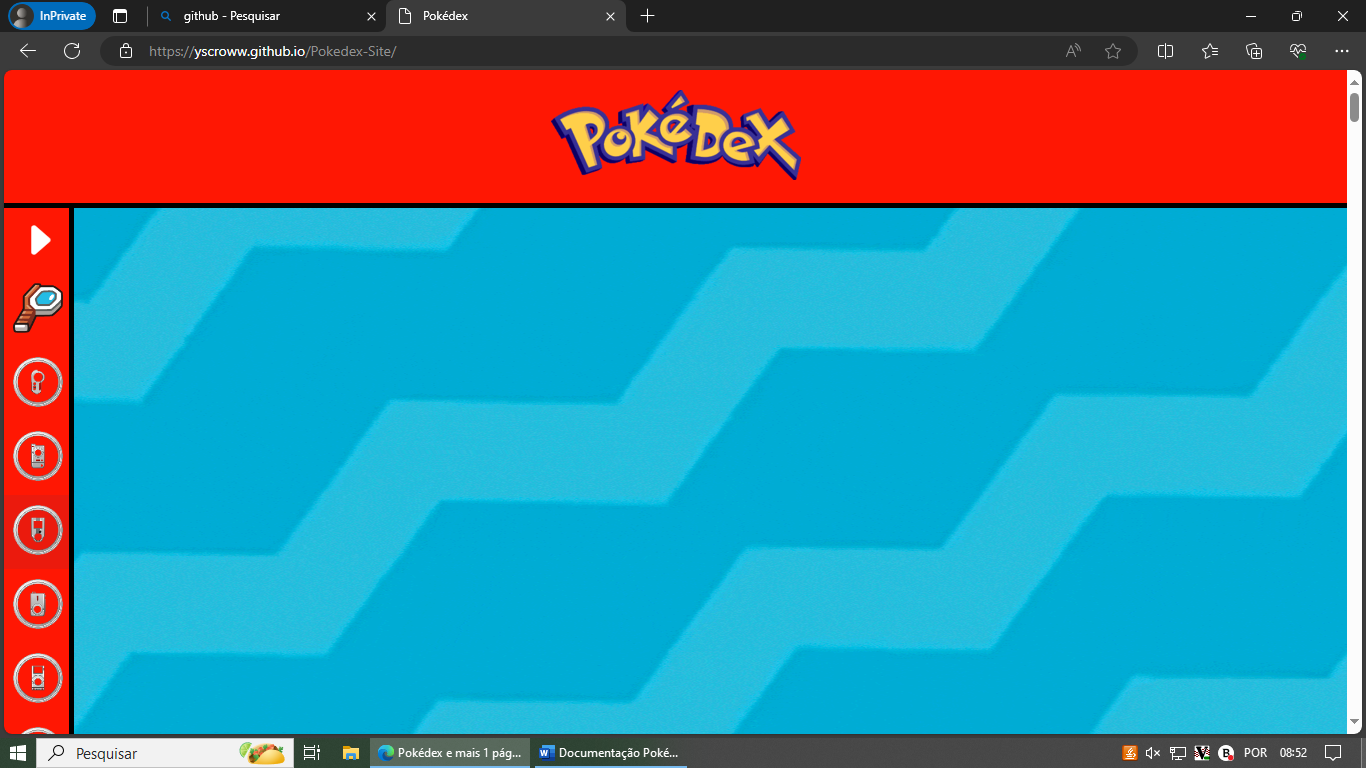 InPrivate
github - Pesquisar
Pokédex
https://yscroww.github.io/Pokedex-Site/
POKéDEX
Pesquisar
Pokédex e mais 1 pág...
Documentação Poké...
POR
08:52